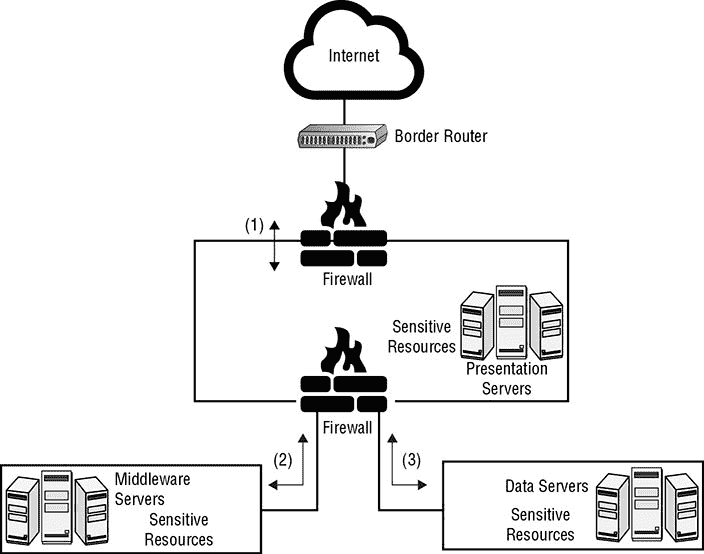 Internet
Border Router
(1)
Firewall
Sensitive
Resources
Presentation
Servers
Firewall
(2)
(3)
Middleware
Servers
Sensitive
Resources
Data Servers
Sensitive
Resources